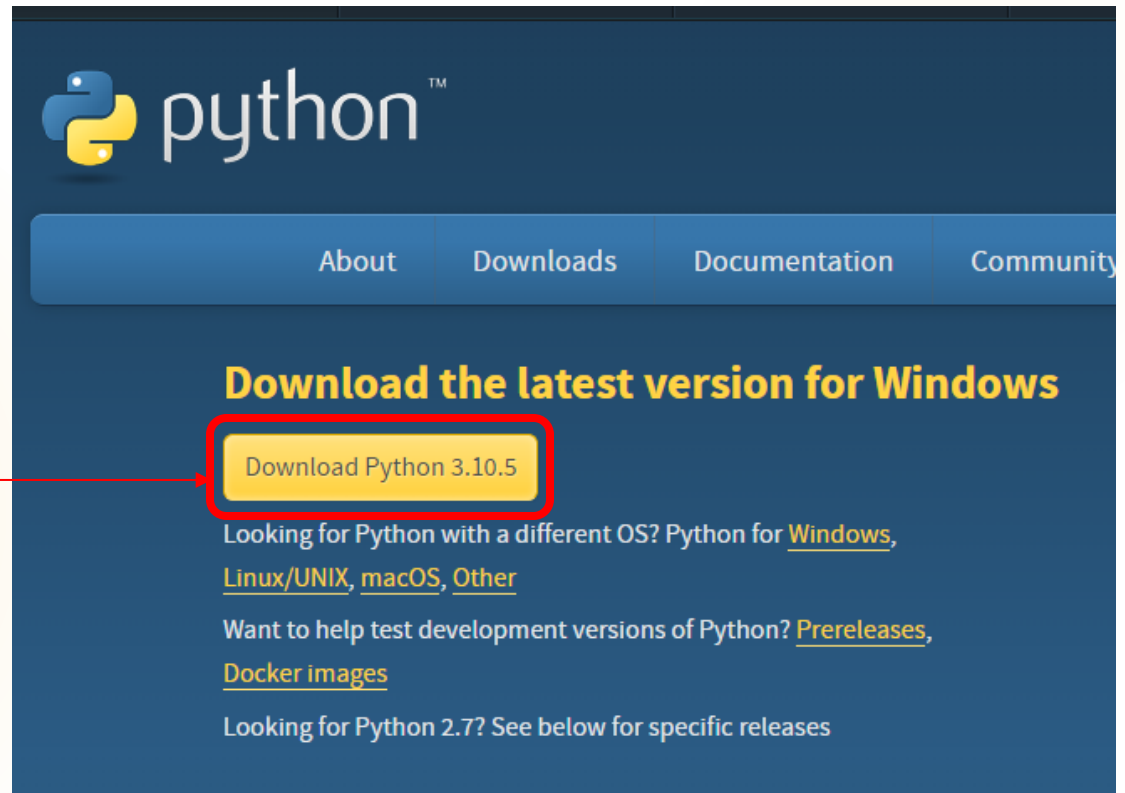 python™
About Downloads Documentation Community
Download the latest version for Windows
Download Python 3.10.5
Looking for Python with a different OS? Python for Windows,
Linux/UNIX, macOS, Other
Want to help test development versions of Python? Prereleases,
Docker images
Looking for Python 2.7? See below for specific releases